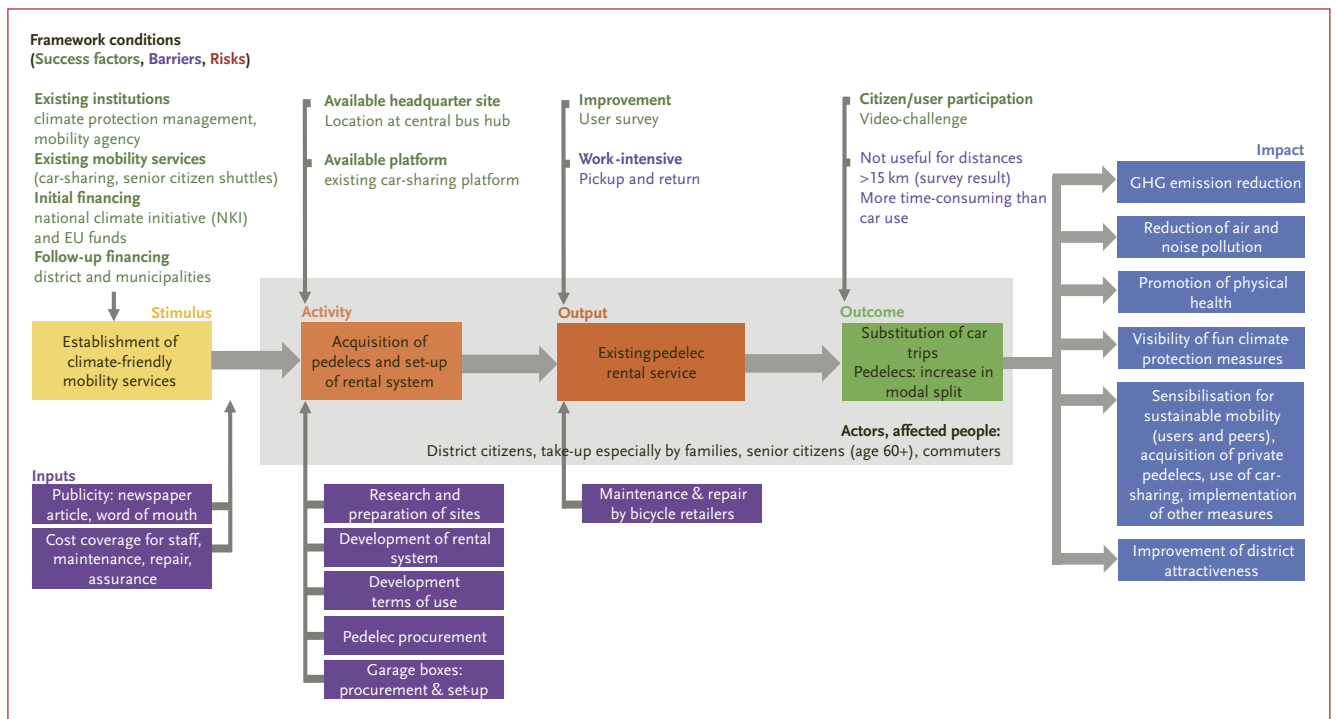 Framework conditions
(Success factors, Barriers, Risks)
Existing institutions
climate protection management,
mobility agency
Existing mobility services
(car-sharing, senior citizen shuttles)
Initial financing
national climate initiative (NKI)
and EU funds
Follow-up financing
district and municipalities
Available headquarter site
Location at central bus hub
Available platform
existing car-sharing platform
Improvement
User survey
Work-intensive
Pickup and return
Citizen/user participation
Video-challenge
Not useful for distances
>15 km (survey result)
More time-consuming than
car use
Stimulus
Establishment of
climate-friendly
mobility services
Activity
Acquisition of
pedelecs and set-up
of rental system
Output
Existing pedelec
rental service
Outcome
Substitution of car
trips
Pedelecs: increase in
modal split
Actors, affected people:
District citizens, take-up especially by families, senior citizens (age 60+), commuters
Inputs
Publicity: newspaper
article, word of mouth
Cost coverage for staff,
maintenance, repair,
assurance
Research and
preparation of sites
Development of rental
system
Development
terms of use
Pedelec procurement
Garage boxes:
procurement & set-up
Maintenance & repair
by bicycle retailers
Impact
GHG emission reduction
Reduction of air and
noise pollution
Promotion of physical
health
Visibility of fun climate
protection measures
Sensibilisation for
sustainable mobility
(users and peers),
acquisition of private
pedelecs, use of car-
sharing, implementation
of other measures
Improvement of district
attractiveness